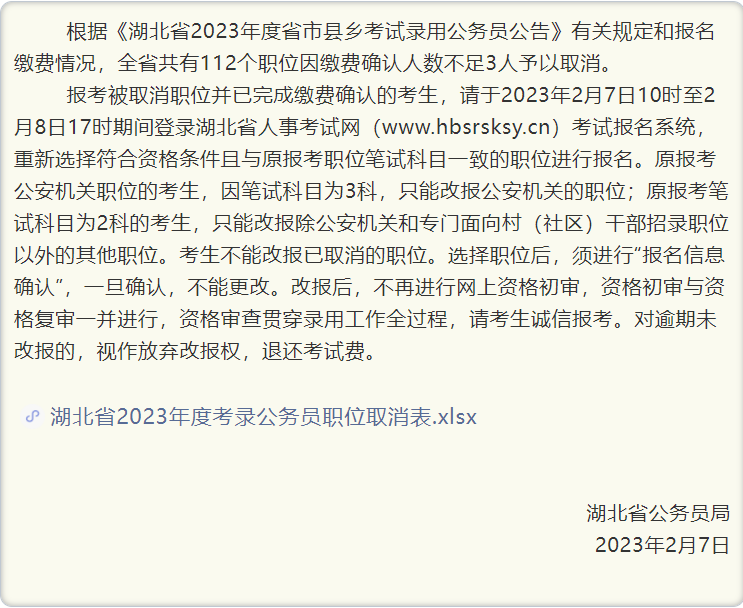 根据《湖北省2023年度省市县乡考试录用公务员公告》有关规定和报名
缴费情况，全省共有112个职位因缴费确认人数不足3人予以取消。
报考被取消职位并已完成缴费确认的考生，请于2023年2月7日10时至2
月8日17时期间登录湖北省人事考试网（www.hbsrsksy.cn）考试报名系统，
重新选择符合资格条件且与原报考职位笔试科目一致的职位进行报名。原报考
公安机关职位的考生，因笔试科目为3科，只能改报公安机关的职位；原报考笔
试科目为2科的考生，只能改报除公安机关和专门面向村（社区）干部招录职位
以外的其他职位。考生不能改报已取消的职位。选择职位后，须进行“报名信息
确认”，一旦确认，不能更改。改报后，不再进行网上资格初审，资格初审与资
格复审一并进行，资格审查贯穿录用工作全过程，请考生诚信报考。对逾期未
改报的，视作放弃改报权，退还考试费。
湖北省2023年度考录公务员职位取消表.xlsx
湖北省公务员局
2023年2月7日